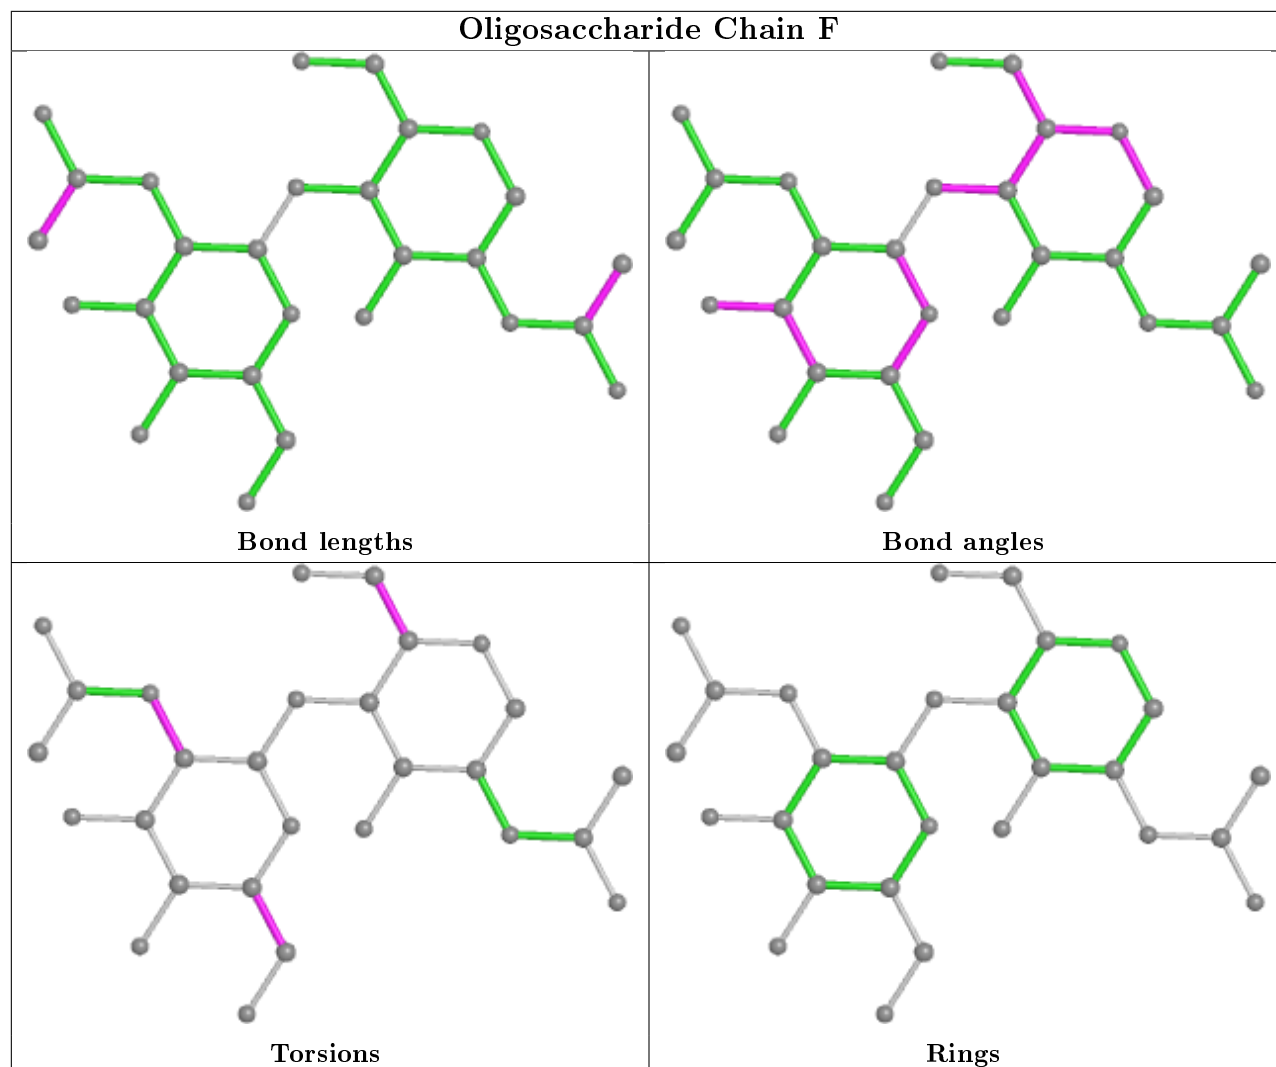 Oligosaccharide Chain F
Bond lengths
Bond angles
Torsions
Rings